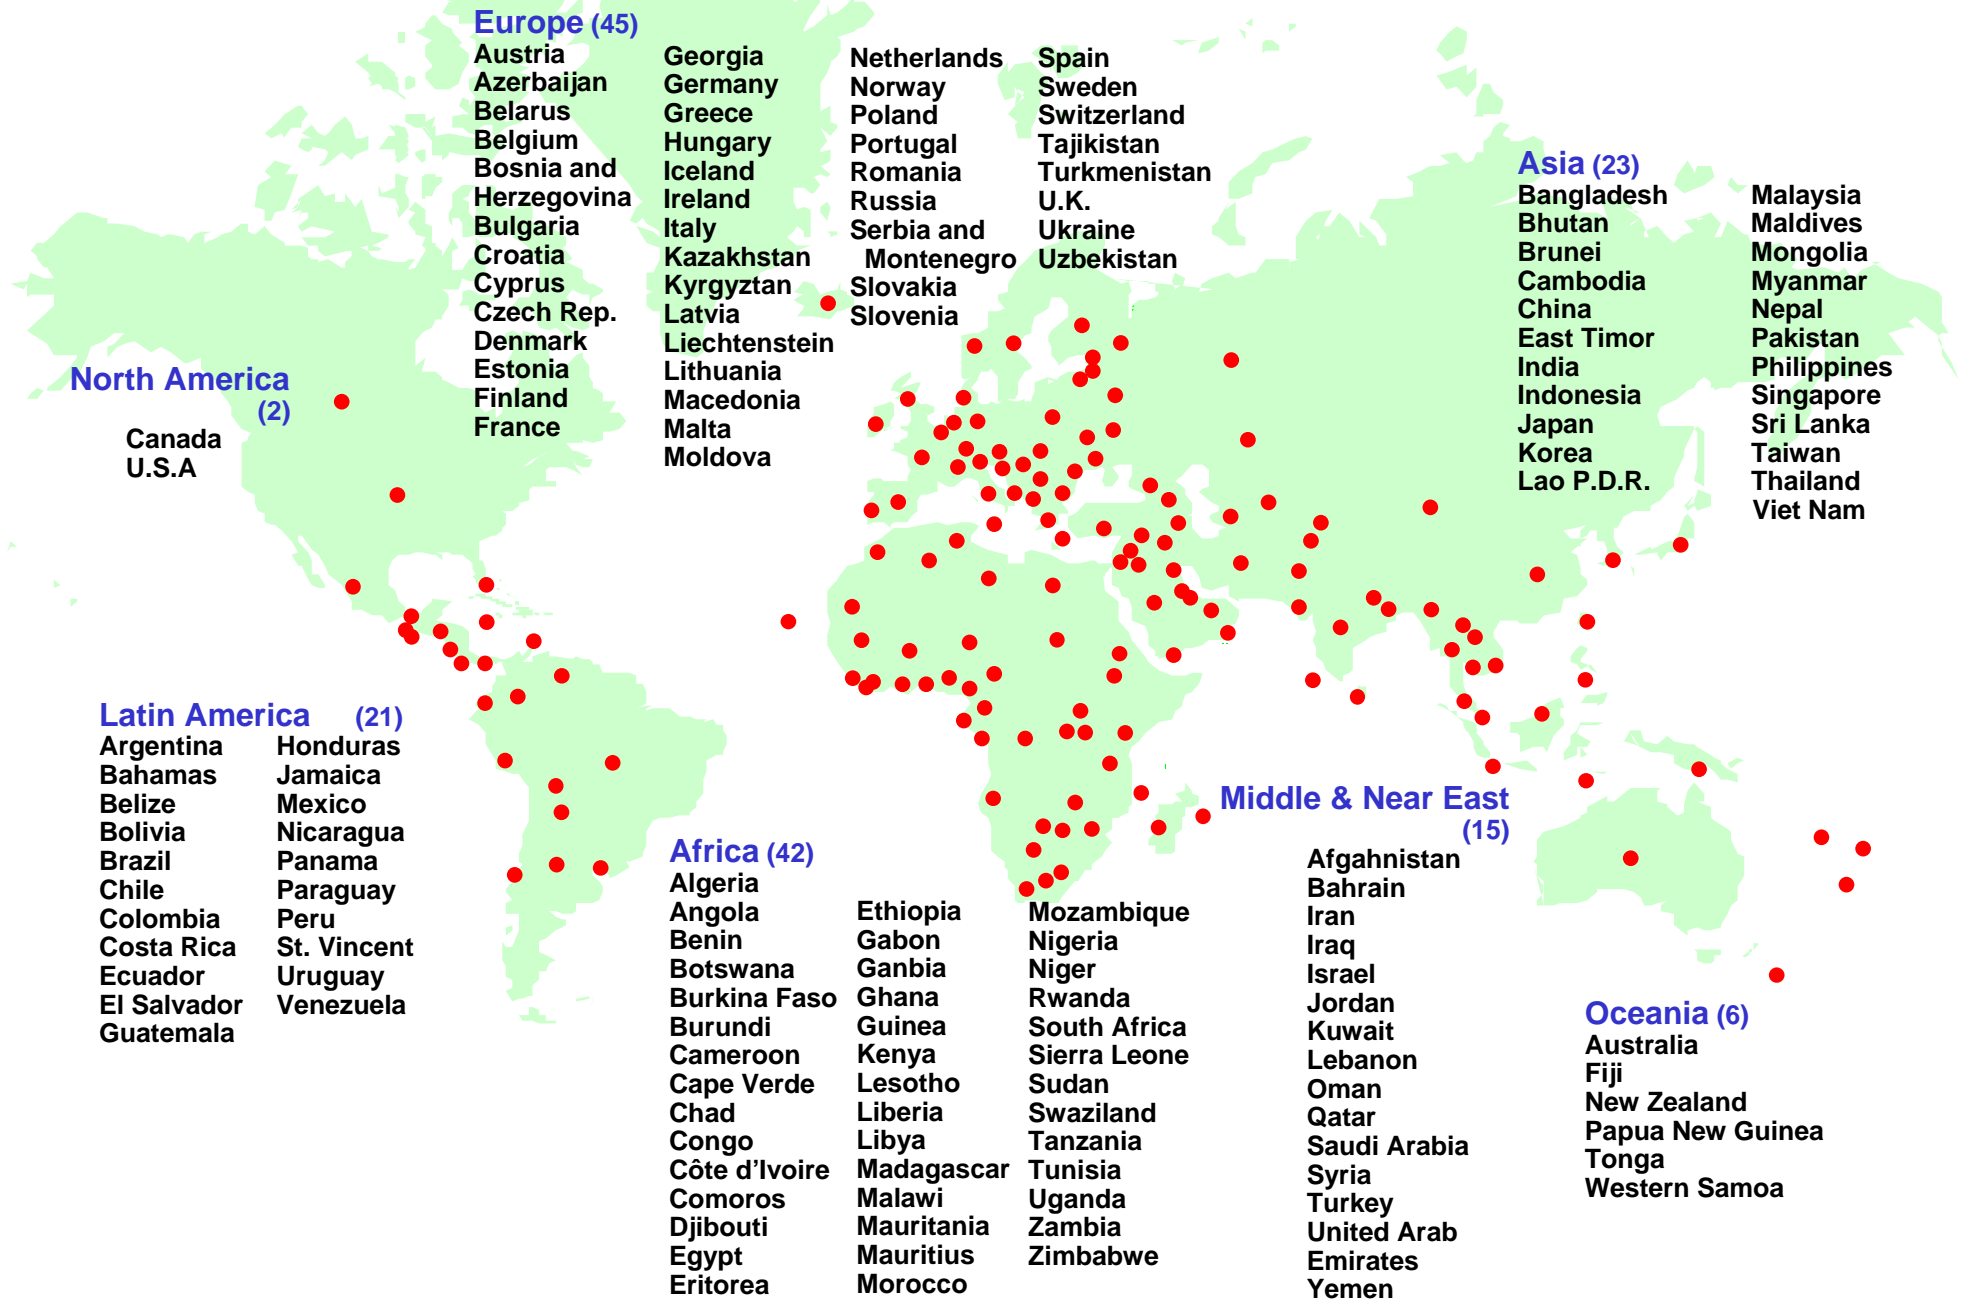 Europe (45)
Austria
Azerbaijan
Belarus
Belgium
Bosnia and
Herzegovina
Bulgaria
Croatia
Cyprus
Czech Rep.
Denmark
Estonia
Finland
France
Georgia
Germany
Greece
Hungary
Iceland
Ireland
Italy
Kazakhstan
Kyrgyztan
Latvia
Liechtenstein
Lithuania
Macedonia
Malta
Moldova
Netherlands
Norway
Poland
Portugal
Romania
Russia
Serbia and
Montenegro
Slovakia
Slovenia
Spain
Sweden
Switzerland
Tajikistan
Turkmenistan
U.K.
Ukraine
Uzbekistan
Asia (23)
Bangladesh
Bhutan
Brunei
Cambodia
China
East Timor
India
Indonesia
Japan
Korea
Lao P.D.R.
Malaysia
Maldives
Mongolia
Myanmar
Nepal
Pakistan
Philippines
Singapore
Sri Lanka
Taiwan
Thailand
Viet Nam
North America
(2)
Canada
U.S.A
Latin America (21)
Argentina
Bahamas
Belize
Bolivia
Brazil
Chile
Colombia
Costa Rica
Ecuador
El Salvador
Guatemala
Honduras
Jamaica
Mexico
Nicaragua
Panama
Paraguay
Peru
St. Vincent
Uruguay
Venezuela
Africa (42)
Algeria
Angola
Benin
Botswana
Burkina Faso
Burundi
Cameroon
Cape Verde
Chad
Congo
Côte d’Ivoire
Comoros
Djibouti
Egypt
Eritorea
Ethiopia
Gabon
Ganbia
Ghana
Guinea
Kenya
Lesotho
Liberia
Libya
Madagascar
Malawi
Mauritania
Mauritius
Morocco
Mozambique
Nigeria
Niger
Rwanda
South Africa
Sierra Leone
Sudan
Swaziland
Tanzania
Tunisia
Uganda
Zambia
Zimbabwe
Middle & Near East
(15)
Afgahnistan
Bahrain
Iran
Iraq
Israel
Jordan
Kuwait
Lebanon
Oman
Qatar
Saudi Arabia
Syria
Turkey
United Arab
Emirates
Yemen
Oceania (6)
Australia
Fiji
New Zealand
Papua New Guinea
Tonga
Western Samoa